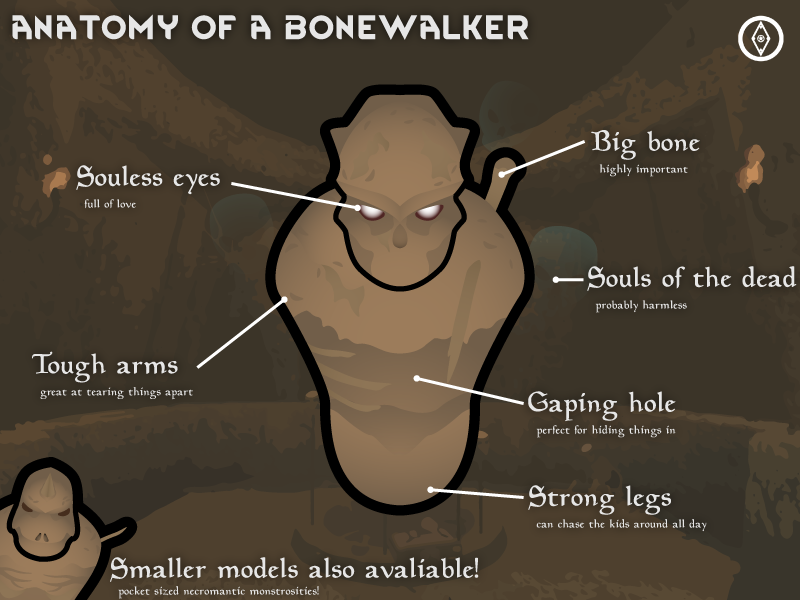 ANATOMY OF A BONEWALKER
Big bone
highly important
Souless eyes
full of love
Souls of the dead
probably harmless
Tough arms
great at tearing things apart
Gaping hole
perfect for hiding things in
Strong legs
can chase the kids around all day
Smaller models also avaliable!
pocket sized necromantic monstrosities!